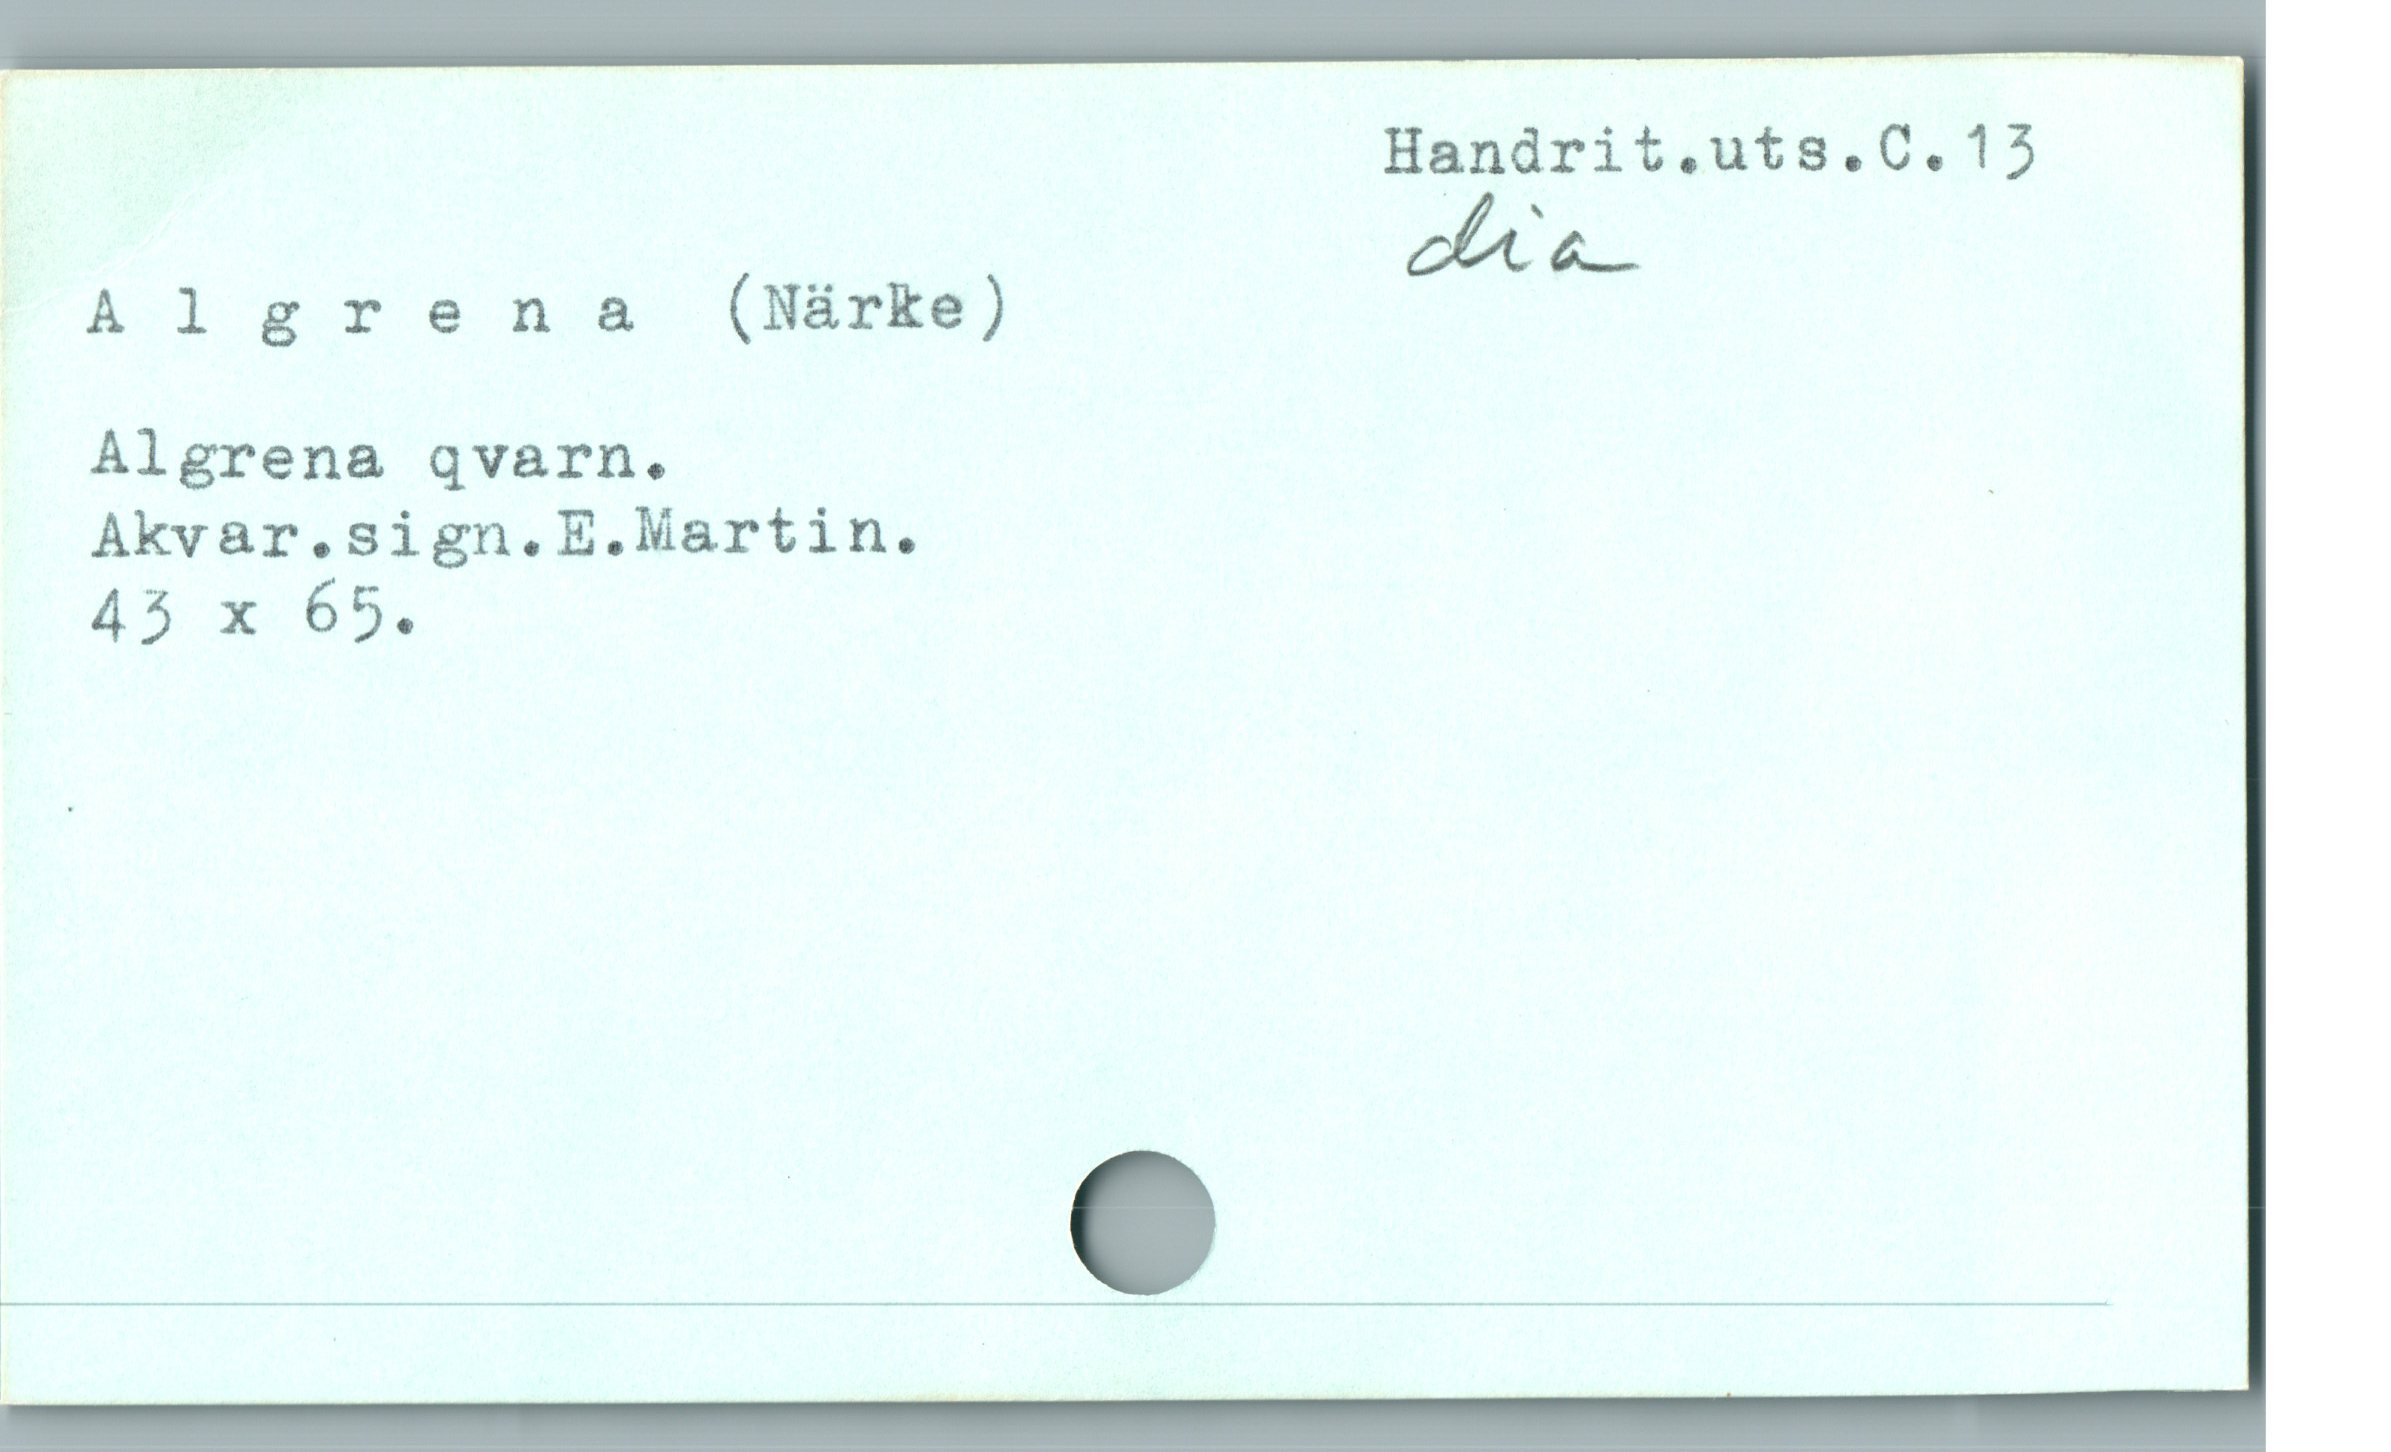 Handrit.uts.C.13
dia
A l g r e n a (Närke)
Algrena qvarn.
Akvar.sign.E.Martin.
43 x 65.